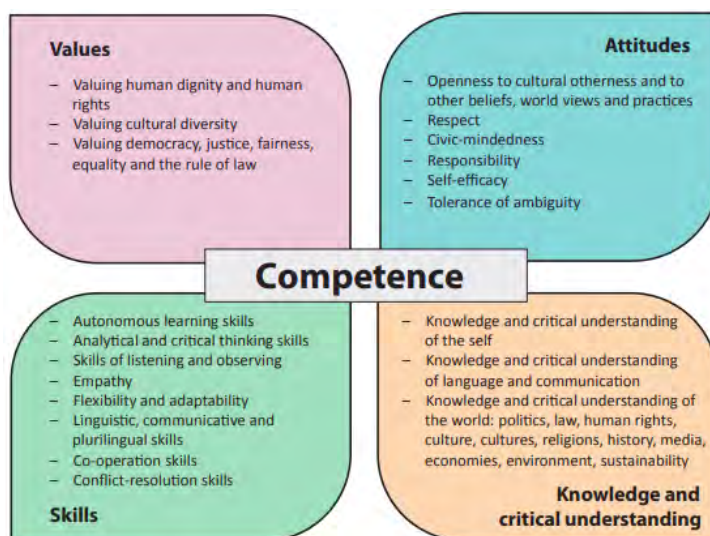 Values
– Valuing human dignity and human
rights
– Valuing cultural diversity
– Valuing democracy, justice, fairness,
equality and the rule of law
Attitudes
– Openness to cultural otherness and to
other beliefs, world views and practices
– Respect
– Civic-mindedness
– Responsibility
– Self-efficacy
– Tolerance of ambiguity
Competence
– Autonomous learning skills
– Analytical and critical thinking skills
– Skills of listening and observing
– Empathy
– Flexibility and adaptability
– Linguistic, communicative and
plurilingual skills
– Co-operation skills
– Conflict-resolution skills
Skills
– Knowledge and critical understanding
of the self
– Knowledge and critical understanding
of language and communication
– Knowledge and critical understanding of
the world: politics, law, human rights,
culture, cultures, religions, history, media,
economies, environment, sustainability
Knowledge and
critical understanding